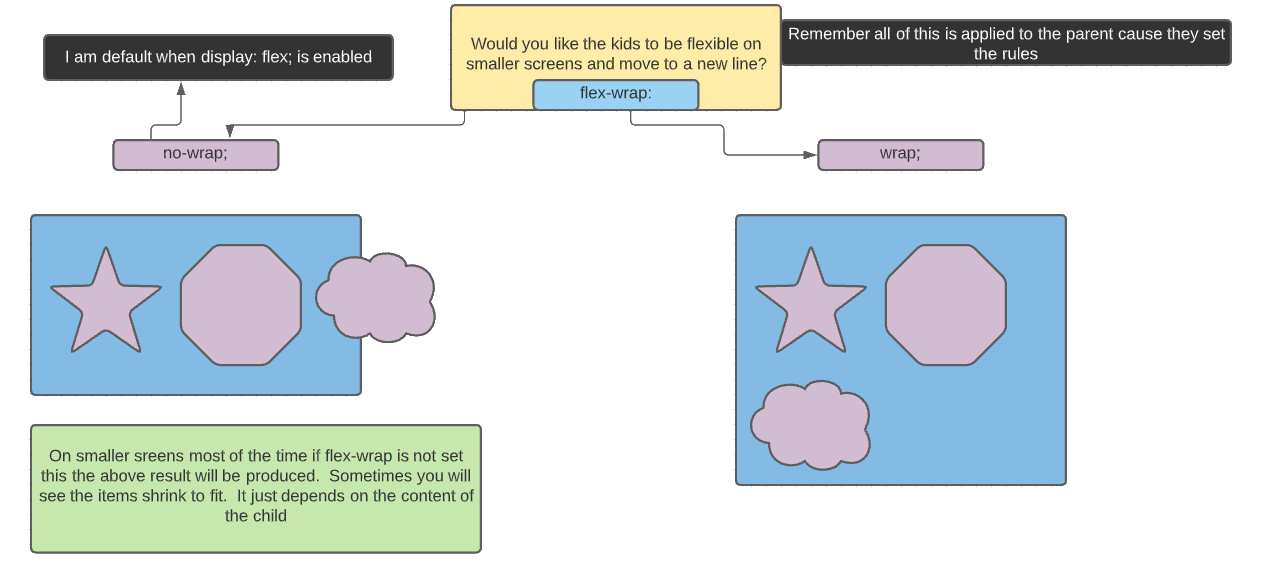 I am default when display: flex; is enabled
Would you like the kids to be flexible on
smaller screens and move to a new line?
flex-wrap:
Remember all of this is applied to the parent cause they set
the rules
no-wrap;
wrap;
On smaller sreens most of the time if flex-wrap is not set
this the above result will be produced.  Sometimes you will
see the items shrink to fit.  It just depends on the content of
the child